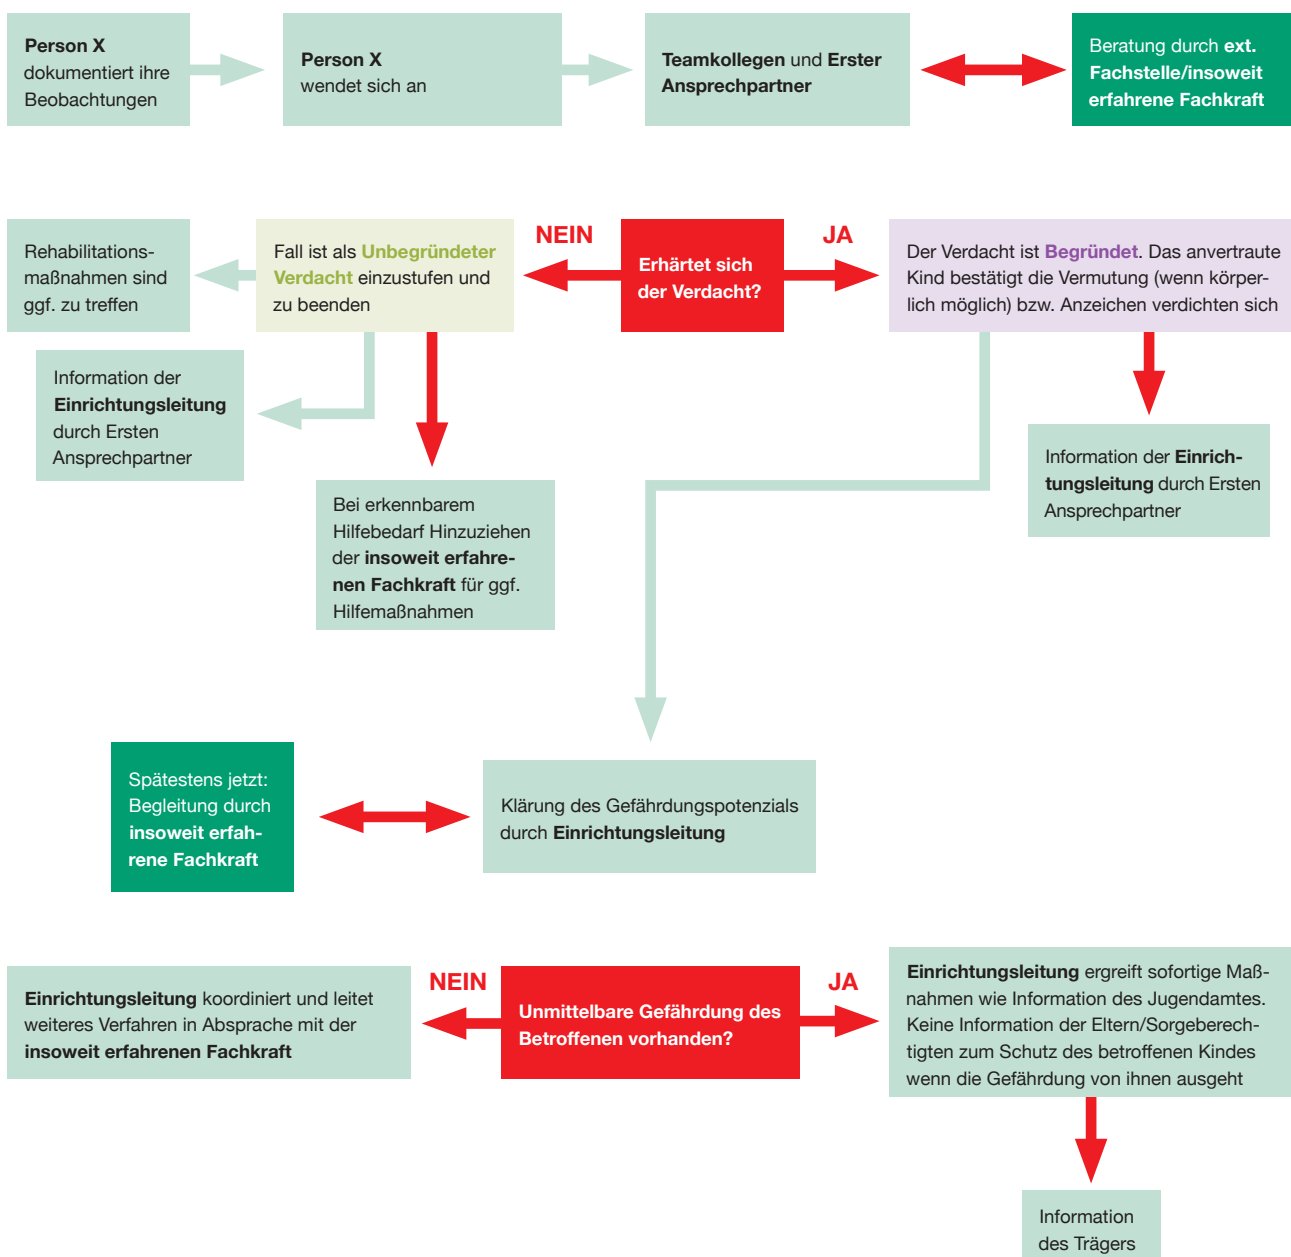 Person X
dokumentiert ihre
Beobachtungen
Person X
wendet sich an
Teamkollegen und Erster
Ansprechpartner
Beratung durch ext.
Fachstelle/insoweit
erfahrene Fachkraft
Rehabilitations-
maßnahmen sind
ggf. zu treffen
Fall ist als Unbegründeter
Verdacht einzustufen und
zu beenden
NEIN
Erhärtet sich
der Verdacht?
JA
Der Verdacht ist Begründet. Das anvertraute
Kind bestätigt die Vermutung (wenn körper-
lich möglich) bzw. Anzeichen verdichten sich
Information der
Einrichtungsleitung
durch Ersten
Ansprechpartner
Bei erkennbarem
Hilfebedarf Hinzuziehen
der insoweit erfahre-
nen Fachkraft für ggf.
Hilfemaßnahmen
Information der Einrich-
tungsleitung durch Ersten
Ansprechpartner
Spätestens jetzt:
Begleitung durch
insoweit erfah-
rene Fachkraft
Klärung des Gefährdungspotenzials
durch Einrichtungsleitung
Einrichtungsleitung koordiniert und leitet
weiteres Verfahren in Absprache mit der
insoweit erfahrenen Fachkraft
NEIN
Unmittelbare Gefährdung des
Betroffenen vorhanden?
JA
Einrichtungsleitung ergreift sofortige Maß-
nahmen wie Information des Jugendamtes.
Keine Information der Eltern/Sorgeberech-
tigten zum Schutz des betroffenen Kindes
wenn die Gefährdung von ihnen ausgeht
Information
des Trägers